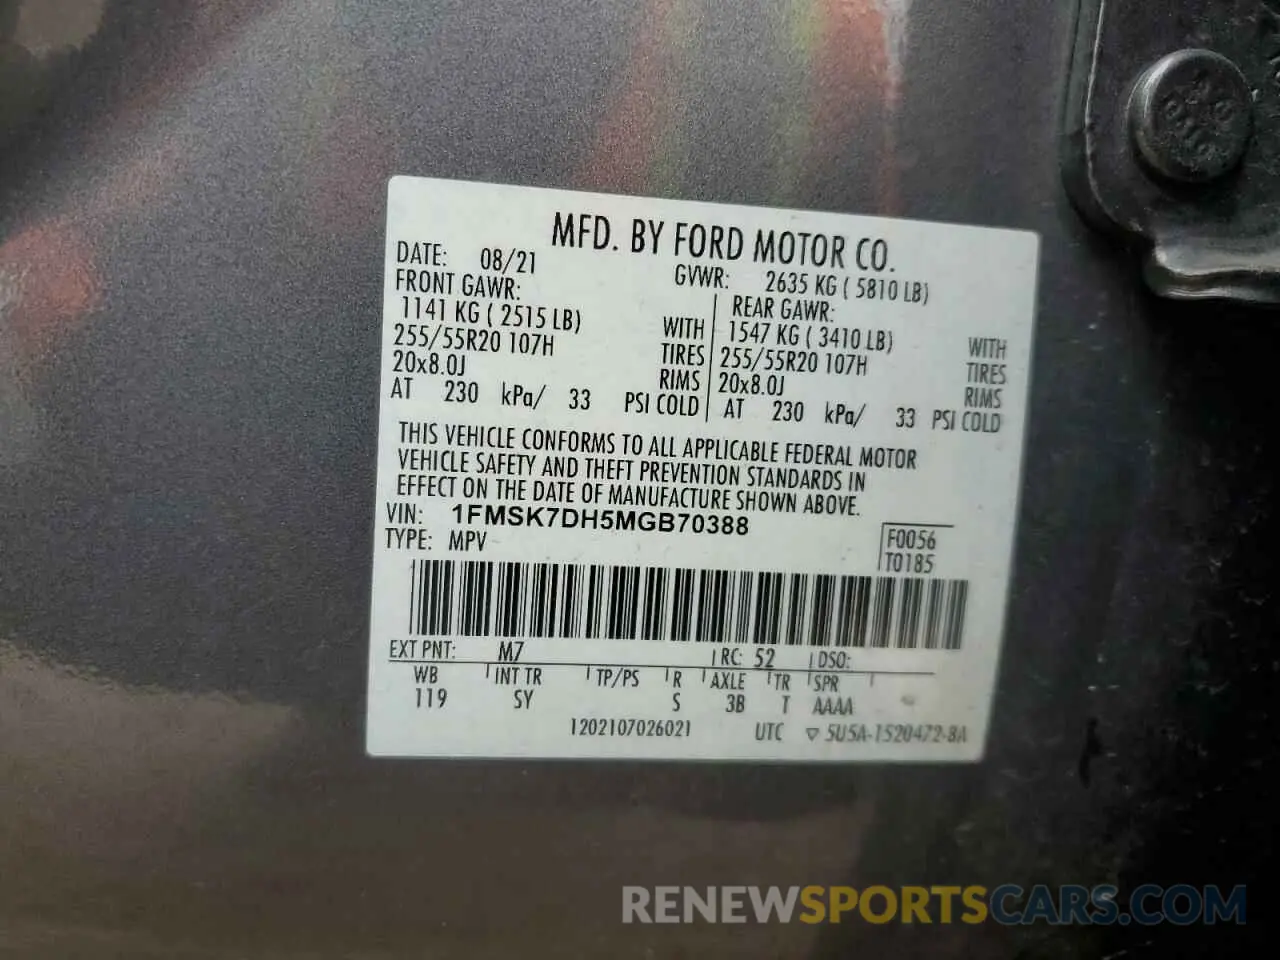 MFD. BY FORD MOTOR CO.
DATE: 08/21 GVWR: 2635 KG ( 5810 LB)
FRONT GAWR: REAR GAWR:
1141 KG ( 2515 LB) WITH 1547 KG ( 3410 LB) WITH
255/55R20 107H TIRES 255/55R20 107H TIRES
20x8.0J RIMS 20x8.0J RIMS
AT 230 kPa/ 33 PSI COLD AT 230 kPa/ 33 PSI COLD
THIS VEHICLE CONFORMS TO ALL APPLICABLE FEDERAL MOTOR
VEHICLE SAFETY AND THEFT PREVENTION STANDARDS IN
EFFECT ON THE DATE OF MANUFACTURE SHOWN ABOVE.
VIN: 1FMSK7DH5MGB70388
TYPE: MPV
F0056
T0185
EXT PNT: M7 RC: 52 DSO:
WB INT TR TP/PS R AXLE TR SPR
119 SY S 3B T AAAA
1202107026021 UTC ▽ 5U5A-1520472-BA
RENEWSPORTSCARS.COM